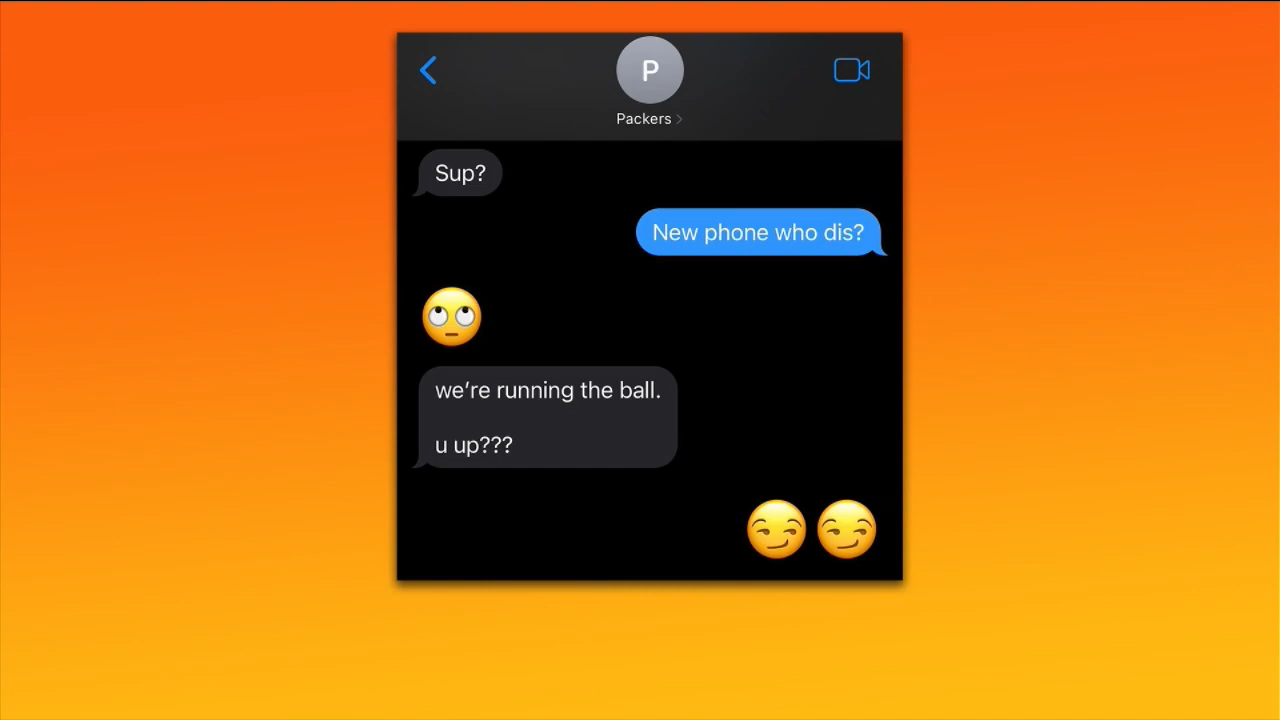 P
Packers
Sup?
New phone who dis?
🙄
we’re running the ball.
u up???
😏😏